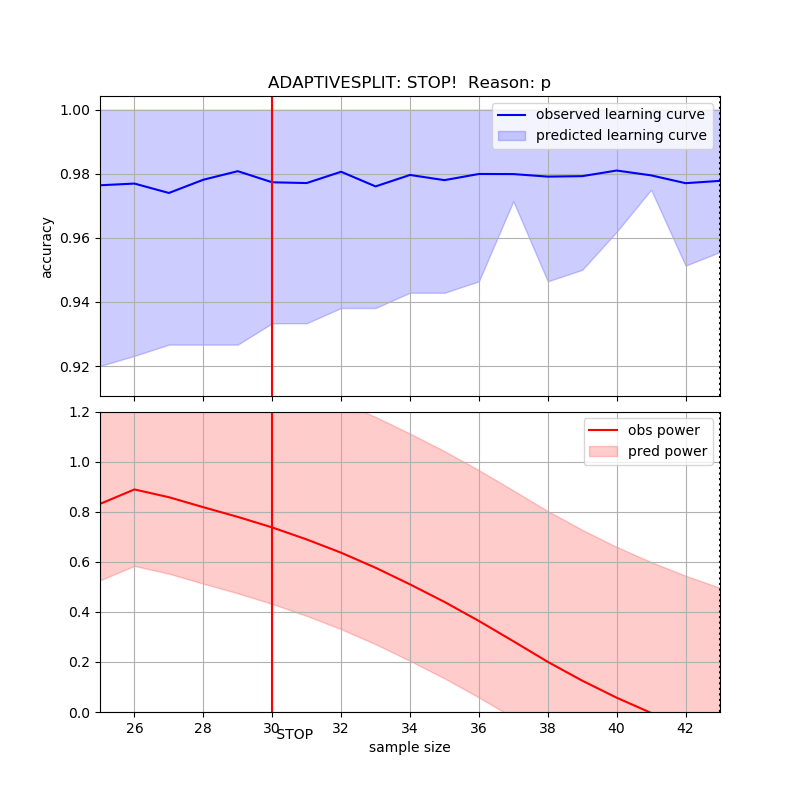 ADAPTIVESPLIT: STOP!  Reason: p
1.00
0.98
0.96
0.94
0.92
accuracy
observed learning curve
predicted learning curve
1.2
1.0
0.8
0.6
0.4
0.2
0.0
obs power
pred power
26 28 30 32 34 36 38 40 42
STOP
sample size